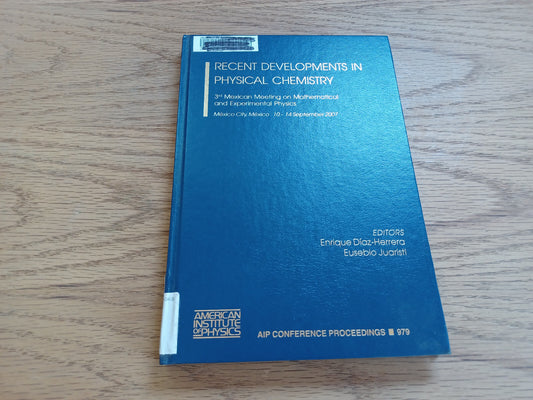 RECENT DEVELOPMENTS IN
PHYSICAL CHEMISTRY
3rd Mexican Meeting on Mathematical
and Experimental Physics
México City, México 10 - 14 September 2007
EDITORS
Enrique Díaz-Herrera
Eusebio Juaristi
AMERICAN
INSTITUTE
OF PHYSICS
AIP CONFERENCE PROCEEDINGS ■ 979